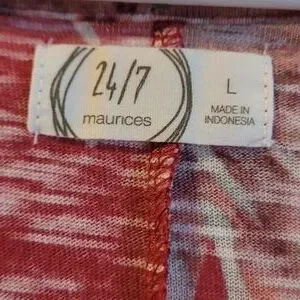 24/7
maurices
L
MADE IN
INDONESIA